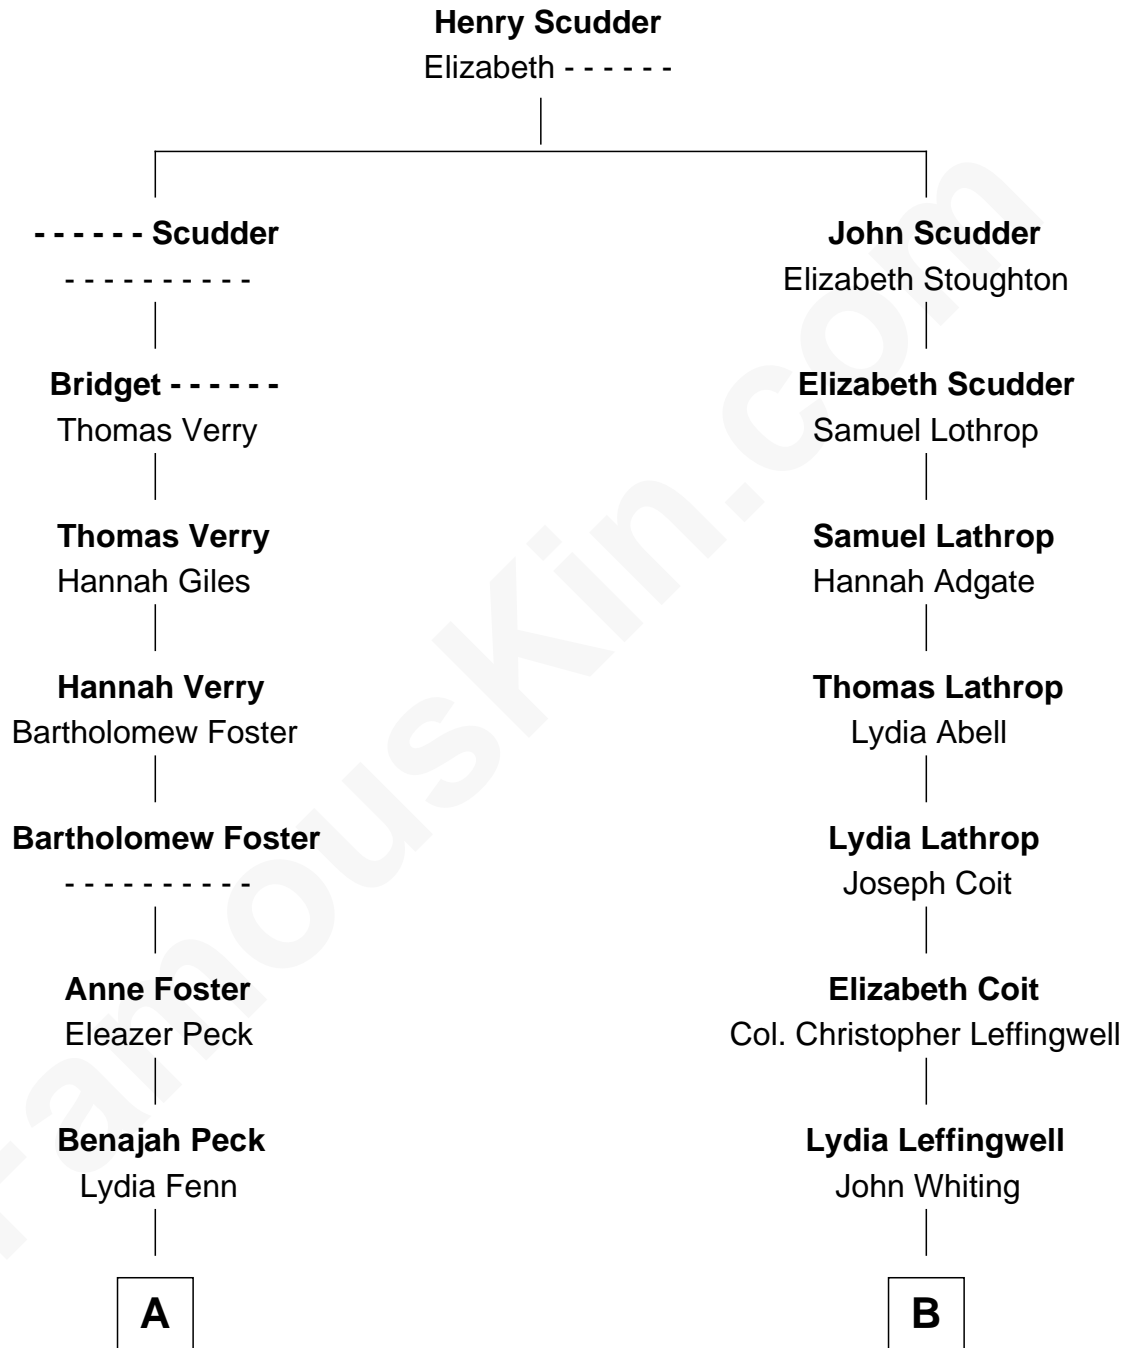 Henry Scudder
Elizabeth - - - - - -
- - - - - - Scudder
- - - - - - - - - -
John Scudder
Elizabeth Stoughton
Bridget - - - - - -
Thomas Verry
Elizabeth Scudder
Samuel Lothrop
Thomas Verry
Hannah Giles
Samuel Lathrop
Hannah Adgate
Hannah Verry
Bartholomew Foster
Thomas Lathrop
Lydia Abell
Bartholomew Foster
- - - - - - - - - -
Lydia Lathrop
Joseph Coit
Anne Foster
Eleazer Peck
Elizabeth Coit
Col. Christopher Leffingwell
Benajah Peck
Lydia Fenn
Lydia Leffingwell
John Whiting
A
B
FamousKin.com